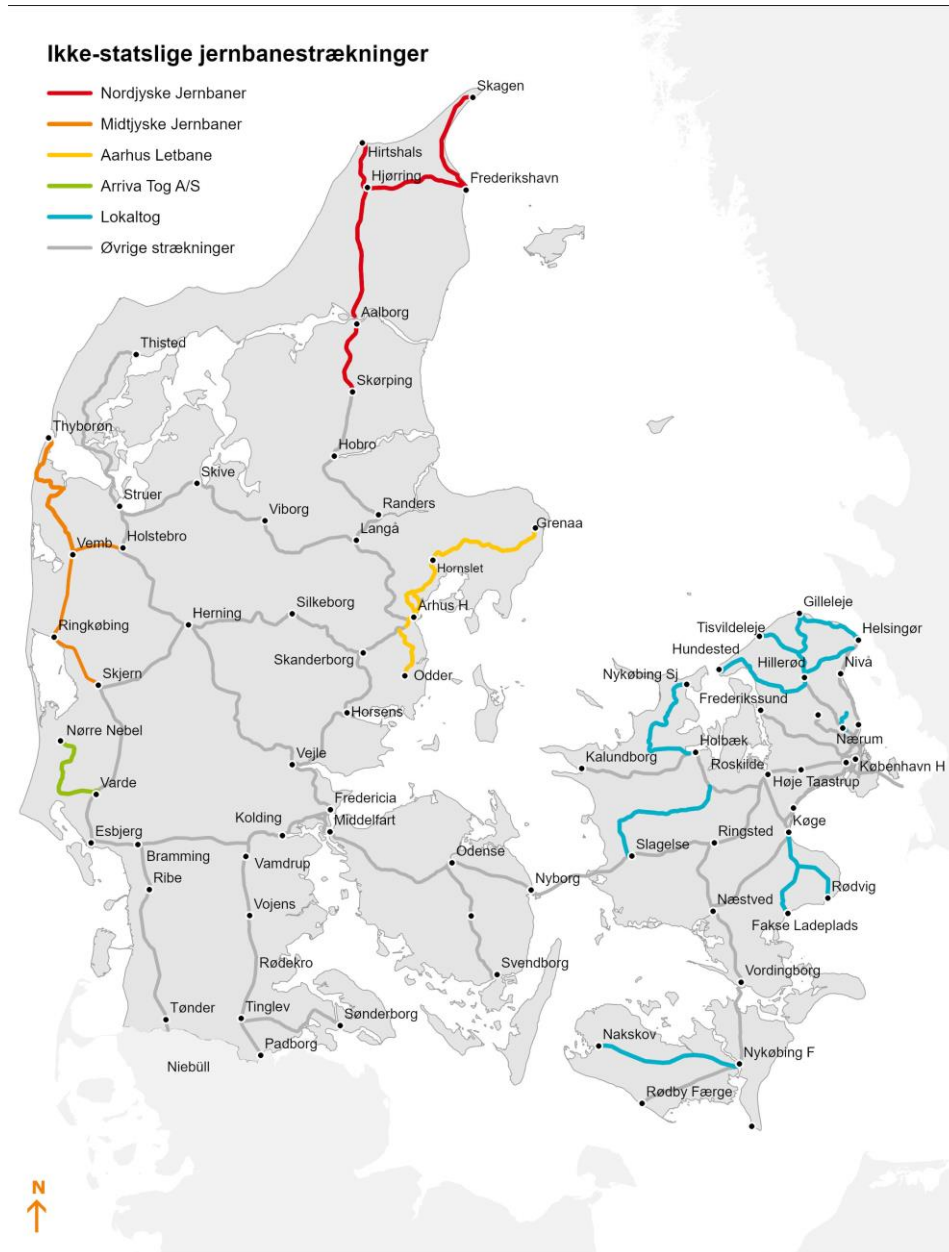 Ikke-statslige jernbanestrækninger
Nordjyske Jernbaner
Midtjyske Jernbaner
Aarhus Letbane
Arriva Tog A/S
Lokaltog
Øvrige strækninger
Skagen
Hirtshals
Hjørring
Frederikshavn
Aalborg
Thisted
Skørping
Thyborøn
Hobro
Skive
Struer
Randers
Viborg
Grenaa
Langå
Vemb
Holstebro
Hornslet
Silkeborg
Århus H
Herning
Gilleleje
Ringkøbing
Tisvildeleje
Helsingør
Skanderborg
Hundested
Hillerød
Nivå
Skjern
Odder
Nykøbing Sj
Frederikssund
Horsens
Nørre Nebel
Nærum
Vejle
Kalundborg
Holbæk
Roskilde
København H
Høje Taastrup
Varde
Fredericia
Kolding
Middelfart
Køge
Esbjerg
Bramming
Vandrup
Odense
Slagelse
Ringsted
Ribe
Nyborg
Rødvig
Vojens
Næstved
Fakse Ladeplads
Rødekro
Svendborg
Vordingborg
Tønder
Tinglev
Sønderborg
Nakskov
Padborg
Nykøbing F
Niebüll
Rødby Færge
N